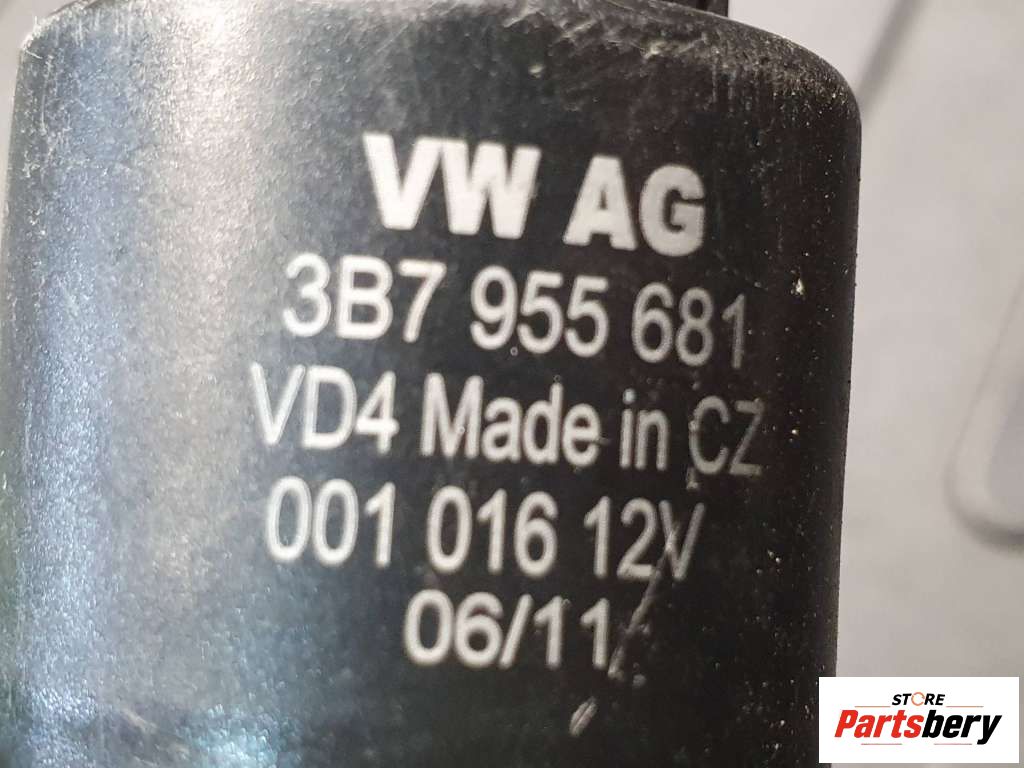 VW AG
3B7 955 681
VD4 Made in CZ
001 016 12V
06/11
STORE
Partsbery